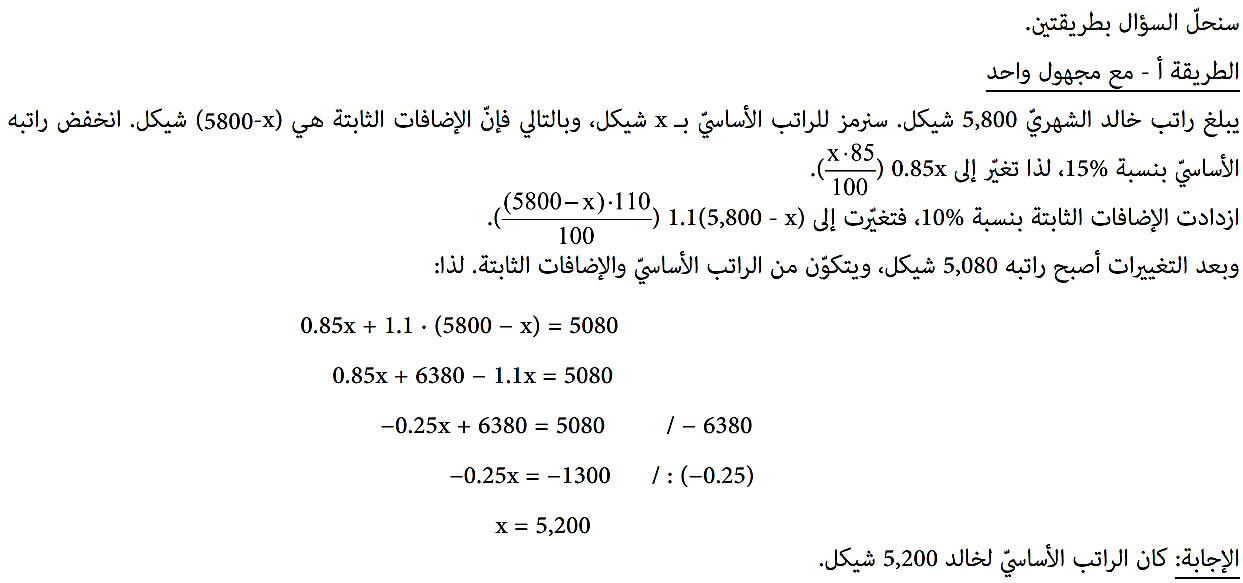 سنحلّ السؤال بطريقتين.
الطريقة أ - مع مجهول واحد
يبلغ راتب خالد الشهريّ 5,800 شيكل. سنرمز للراتب الأساسيّ بـ x شيكل، وبالتالي فإنّ الإضافات الثابتة هي (5800-x) شيكل. انخفض راتبه
الأساسيّ بنسبة 15%، لذا تغيّر إلى 0.85x (x·85/100).
ازدادت الإضافات الثابتة بنسبة 10%، فتغيّرت إلى 1.1(5,800 - x) ((5800−x)·110/100).
وبعد التغييرات أصبح راتبه 5,080 شيكل، ويتكوّن من الراتب الأساسيّ والإضافات الثابتة. لذا:
0.85x + 1.1 · (5800 − x) = 5080
0.85x + 6380 − 1.1x = 5080
−0.25x + 6380 = 5080 / − 6380
−0.25x = −1300 / : (−0.25)
x = 5,200
الإجابة: كان الراتب الأساسيّ لخالد 5,200 شيكل.